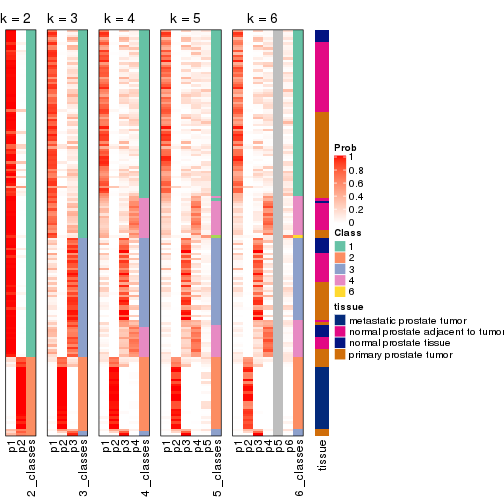 k = 2 k = 3 k = 4 k = 5 k = 6
Prob
1
0.8
0.6
0.4
0.2
0
Class
1
2
3
4
6
tissue
metastatic prostate tumor
normal prostate adjacent to tumor
normal prostate tissue
primary prostate tumor
p1 p2 2_classes p1 p2 p3 3_classes p1 p2 p3 p4 4_classes p1 p2 p3 p4 p5 5_classes p1 p2 p3 p4 p5 p6 6_classes tissue